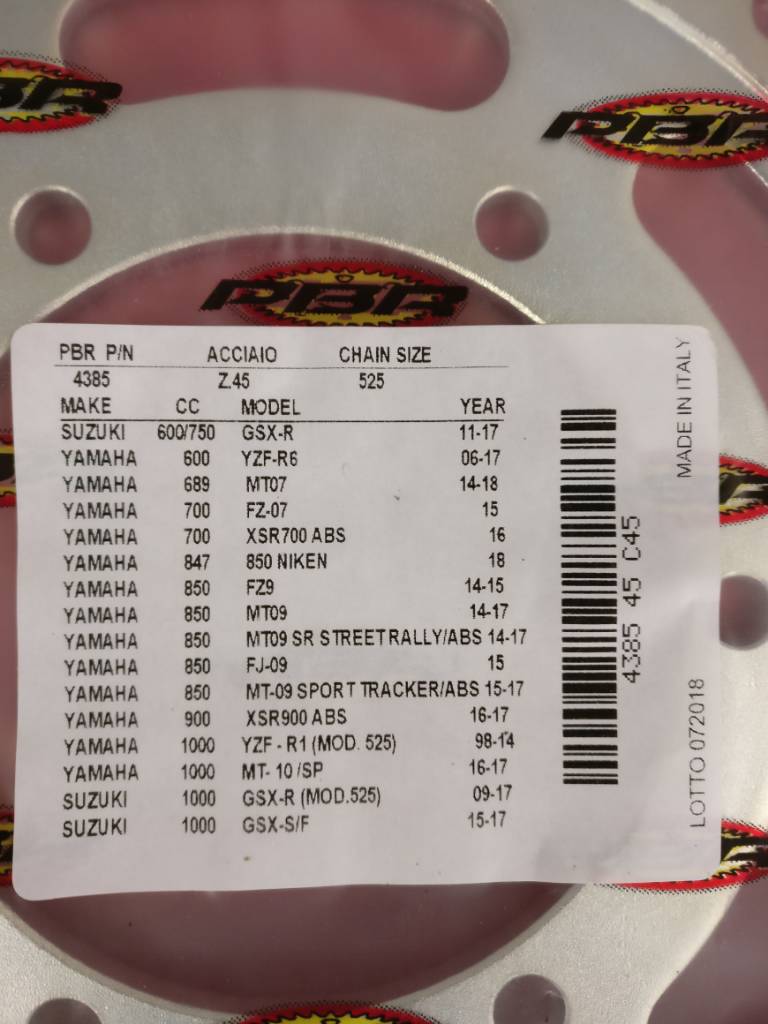 PBR
PBR
PBR
PBR P/N ACCIAIO CHAIN SIZE
4385 Z.45 525
MAKE CC MODEL YEAR
SUZUKI 600/750 GSX-R 11-17
YAMAHA 600 YZF-R6 06-17
YAMAHA 689 MT07 14-18
YAMAHA 700 FZ-07 15
YAMAHA 700 XSR700 ABS 16
YAMAHA 847 850 NIKEN 18
YAMAHA 850 FZ9 14-15
YAMAHA 850 MT09 14-17
YAMAHA 850 MT09 SR STREETRALLY/ABS 14-17
YAMAHA 850 FJ-09 15
YAMAHA 850 MT-09 SPORT TRACKER/ABS 15-17
YAMAHA 900 XSR900 ABS 16-17
YAMAHA 1000 YZF - R1 (MOD. 525) 98-14
YAMAHA 1000 MT- 10 /SP 16-17
SUZUKI 1000 GSX-R (MOD.525) 09-17
SUZUKI 1000 GSX-S/F 15-17
4385 45 C45
MADE IN ITALY
LOTTO 072018